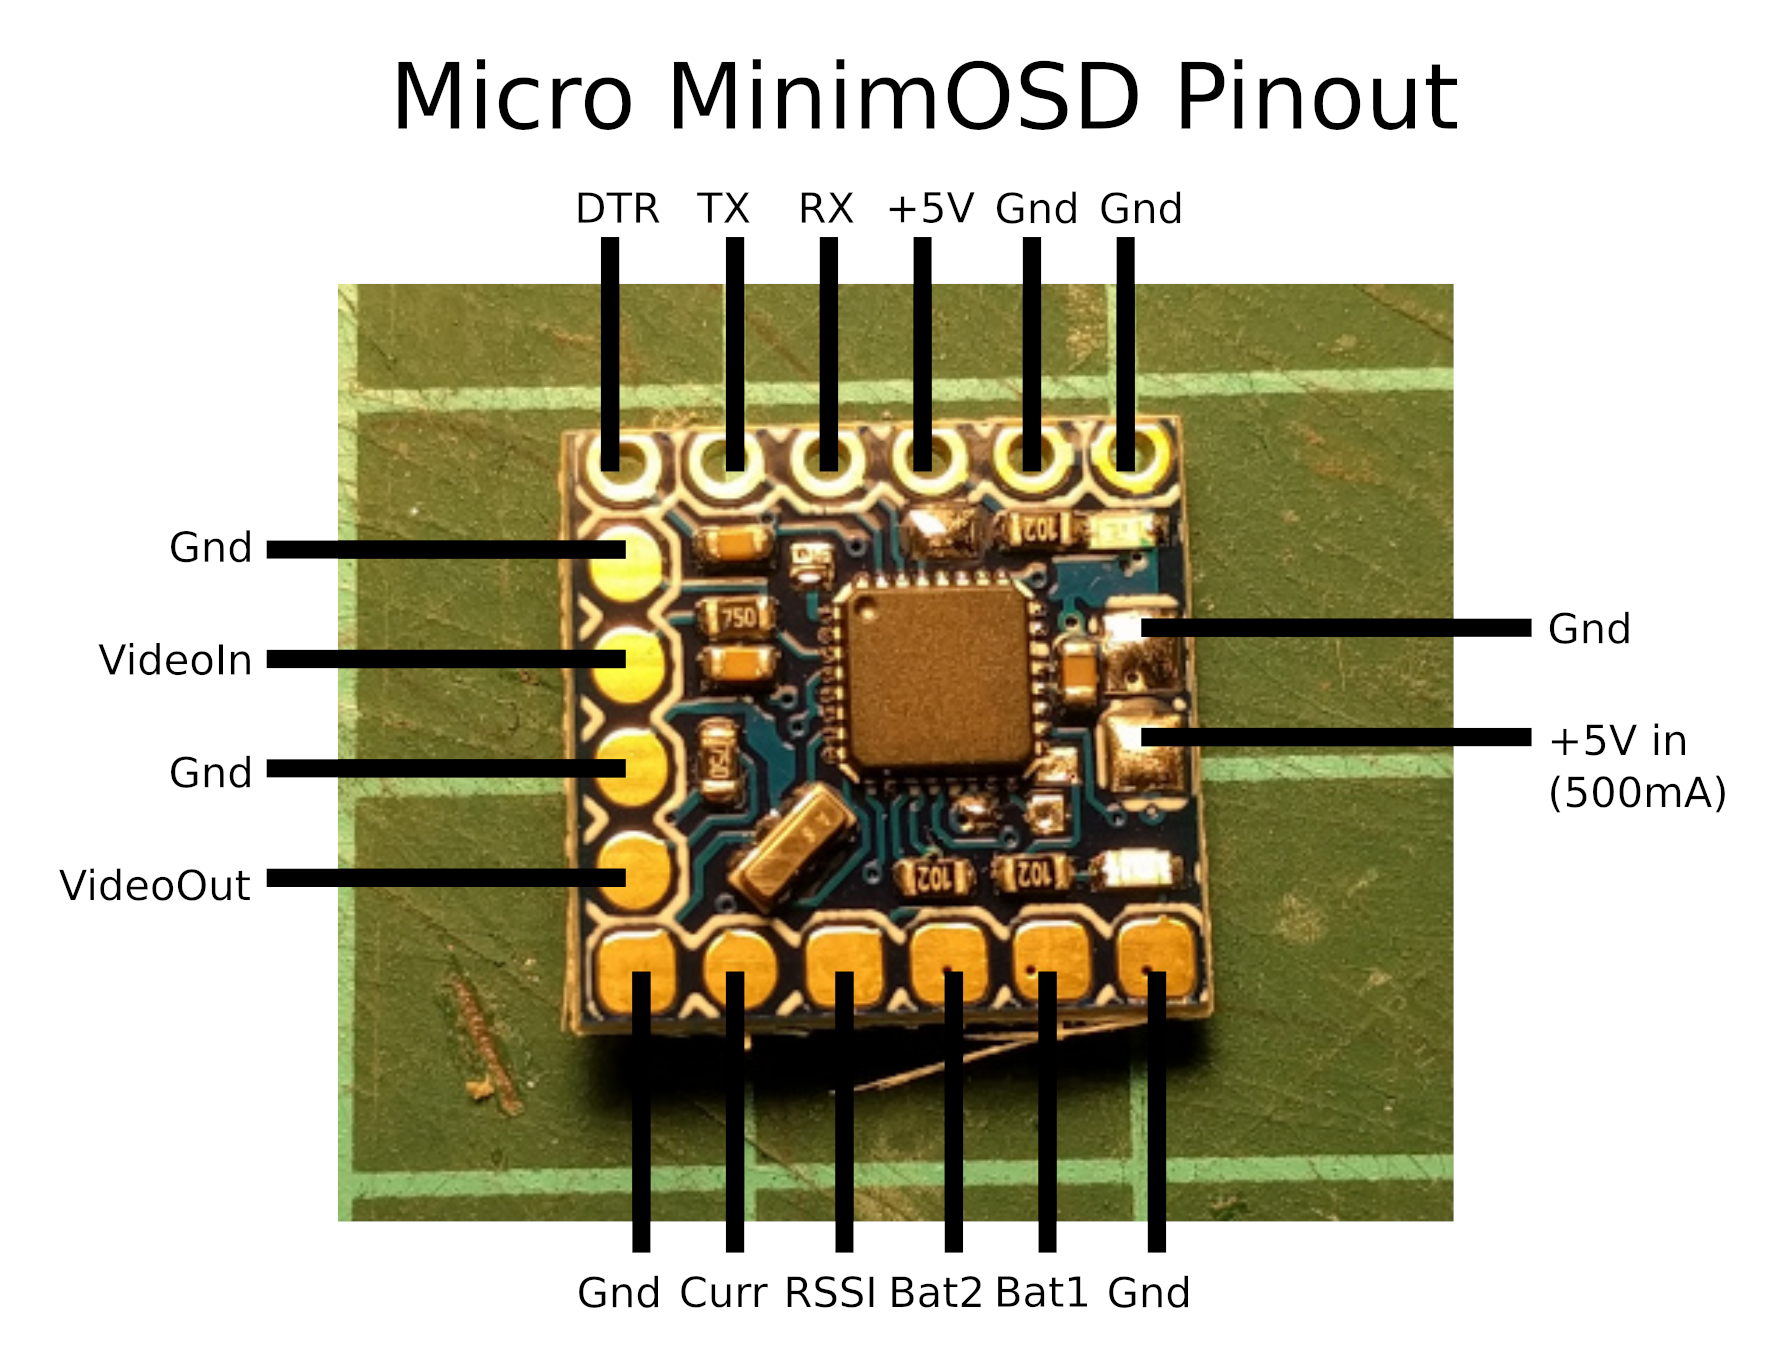 Micro MinimOSD Pinout
DTR TX RX +5V Gnd Gnd
102
Gnd
750
Gnd
VideoIn
+5V in
Gnd
750
(500mA)
VideoOut
102 102
Gnd Curr RSSI Bat2 Bat1 Gnd